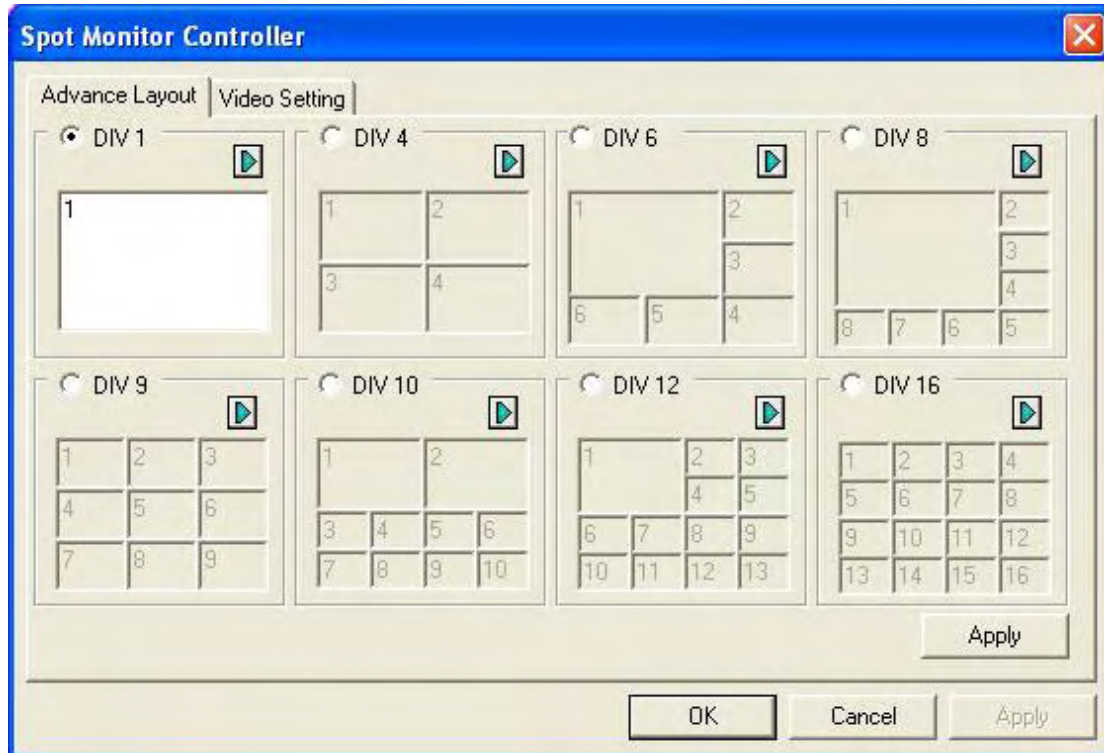 Spot Monitor Controller
Advance Layout Video Setting
DIV 1
1
DIV 4
1 2
3 4
DIV 6
1 2
3
6 5 4
DIV 8
1 2
3
4
8 7 6 5
DIV 9
1 2 3
4 5 6
7 8 9
DIV 10
1 2
3 4 5 6
7 8 9 10
DIV 12
1 2 3
4 5
6 7 8 9
10 11 12 13
DIV 16
1 2 3 4
5 6 7 8
9 10 11 12
13 14 15 16
Apply
OK Cancel Apply